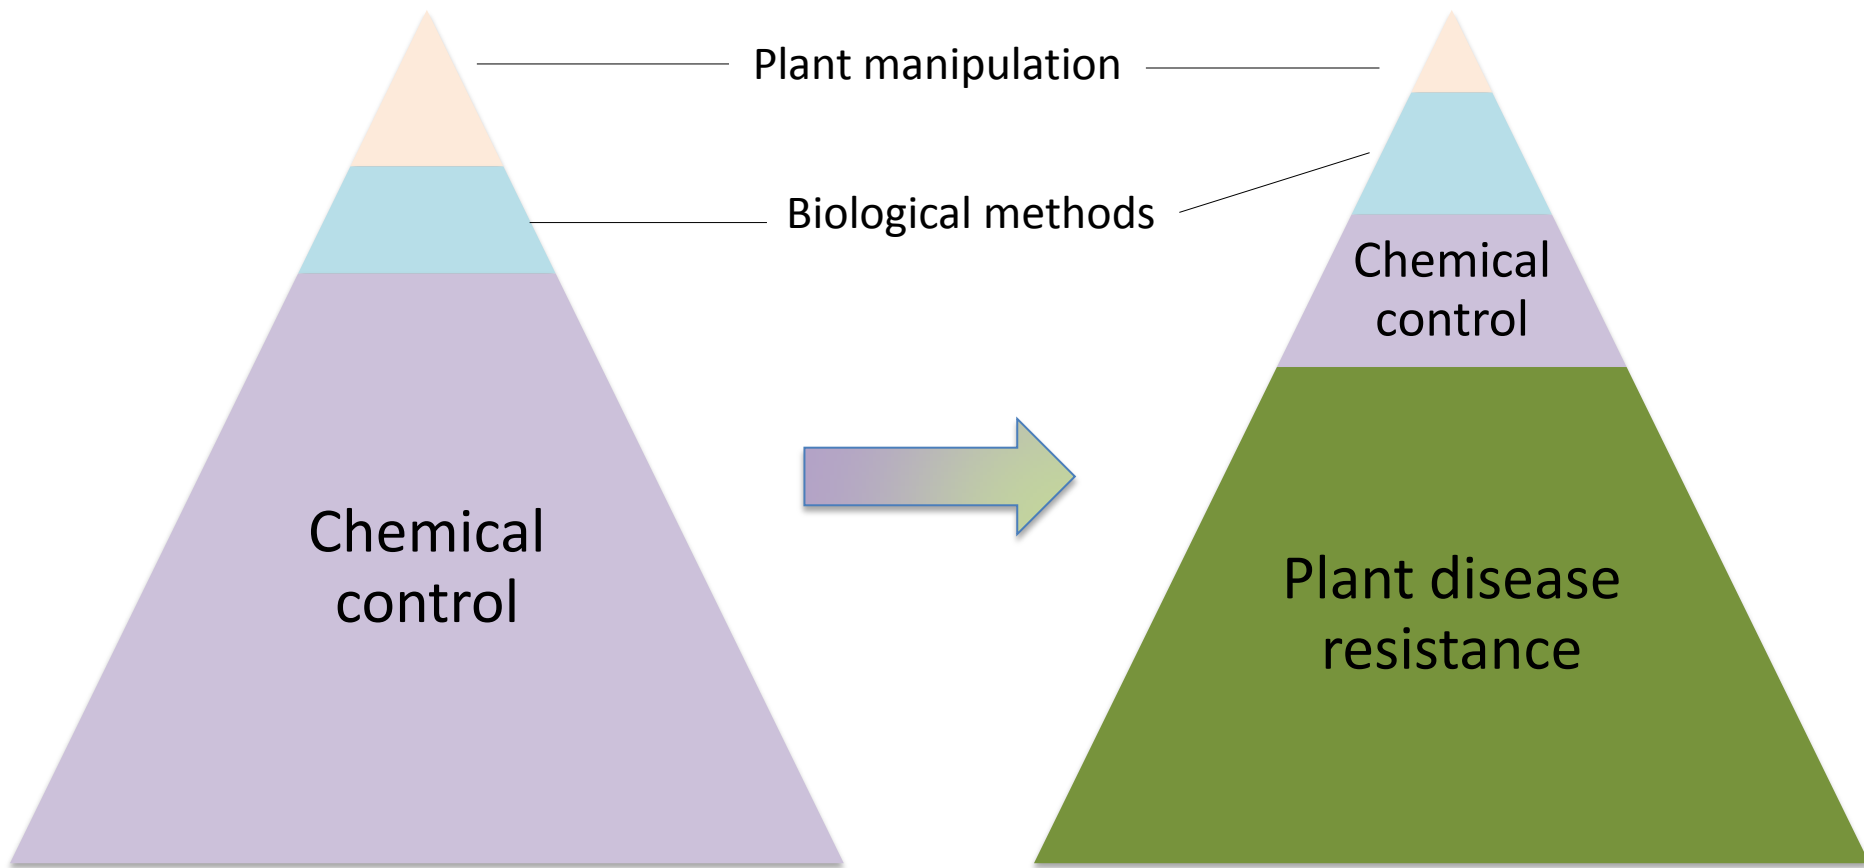 Plant manipulation
Biological methods
Chemical
control
Chemical
control
Plant disease
resistance